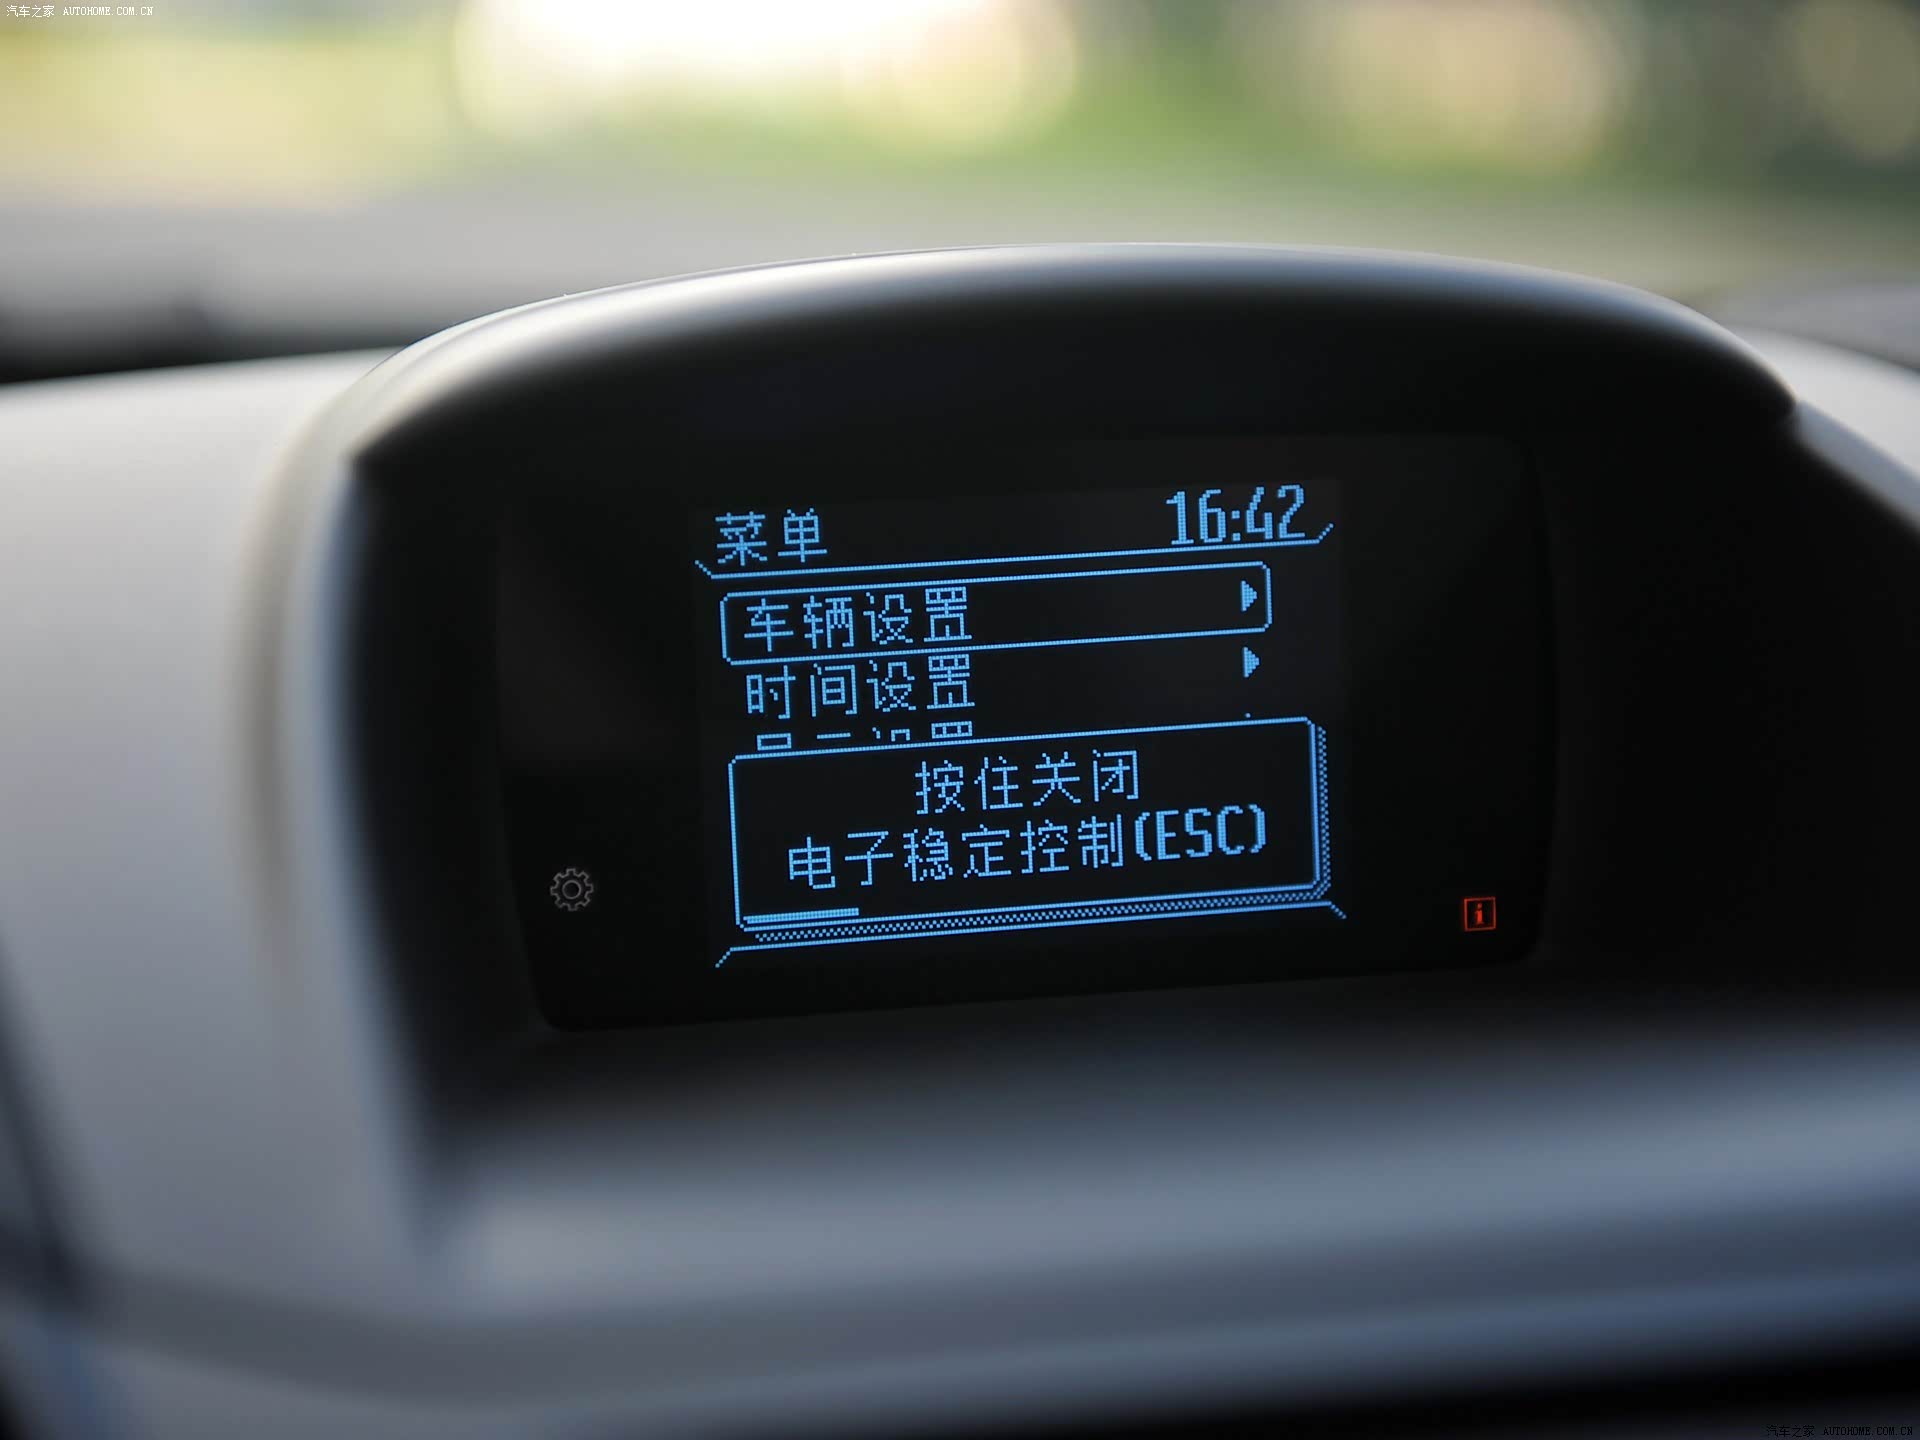 汽车之家 AUTOHOME.COM.CN
菜单 16:42
车辆设置
时间设置
按住关闭
电子稳定控制(ESC)
i
汽车之家 AUTOHOME.COM.CN